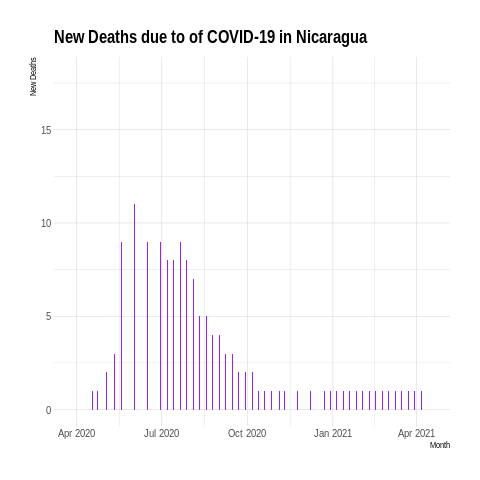 New Deaths due to of COVID-19 in Nicaragua
New Deaths
15
10
5
0
Apr 2020 Jul 2020 Oct 2020 Jan 2021 Apr 2021
Month